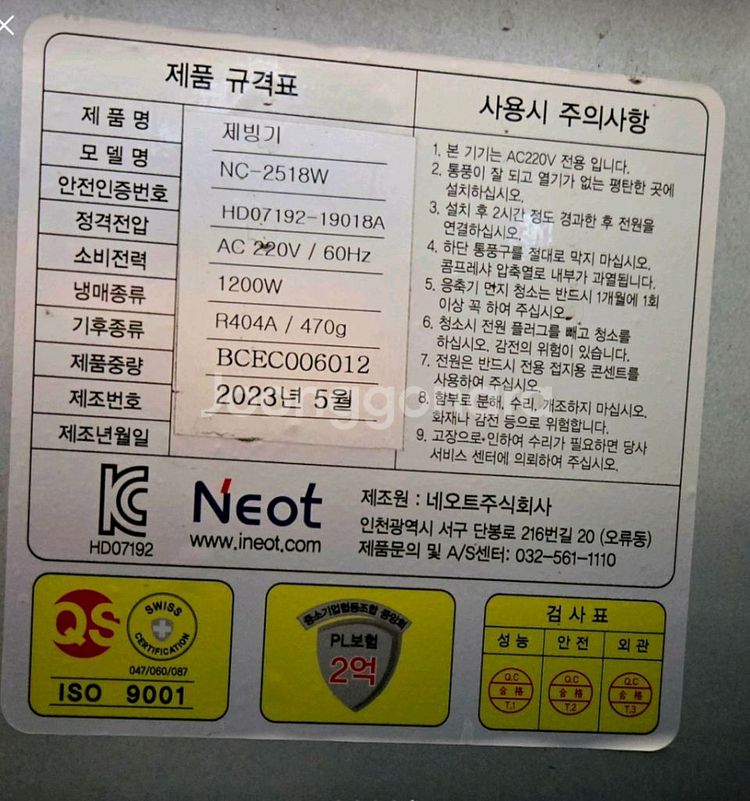 제품 규격표
제 품 명
모 델 명
안전인증번호
정격전압
소비전력
냉매종류
기후종류
제품중량
제조번호
제조년월일
제빙기
NC-2518W
HD07192-19018A
AC 220V / 60Hz
1200W
R404A / 470g
BCEC006012
2023년 5월
사용시 주의사항
1. 본 기기는 AC220V 전용 입니다.
2. 통풍이 잘 되고 열기가 없는 평탄한 곳에
설치하십시오.
3. 설치 후 2시간 정도 경과한 후 전원을
연결하십시오.
4. 하단 통풍구를 절대로 막지 마십시오.
콤프레샤 압축열로 내부가 과열됩니다.
5. 응축기 먼지 청소는 반드시 1개월에 1회
이상 꼭 하여 주십시오.
6. 청소시 전원 플러그를 빼고 청소를
하십시오. 감전의 위험이 있습니다.
7. 전원은 반드시 전용 접지용 콘센트를
사용하여 주십시오.
8. 함부로 분해, 수리, 개조하지 마십시오.
화재나 감전 등으로 위험합니다.
9. 고장으로 인하여 수리가 필요하면 당사
서비스 센터에 의뢰하여 주십시오.
HD07192
Neot
www.ineot.com
제조원 : 네오트주식회사
인천광역시 서구 단봉로 216번길 20 (오류동)
제품문의 및 A/S센터: 032-561-1110
QS
SWISS
CERTIFICATION
047/060/087
ISO 9001
중소기업협동조합 중앙회
PL보험
2억
검 사 표
성 능 안 전 외 관
Q.C Q.C Q.C
合格 合格 合格
T.1 T.2 T.3
Joonggonara